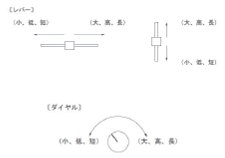 〔レバー〕
（小、低、短） （大、高、長） （大、高、長）
（小、低、短）
〔ダイヤル〕
（小、低、短） （大、高、長）